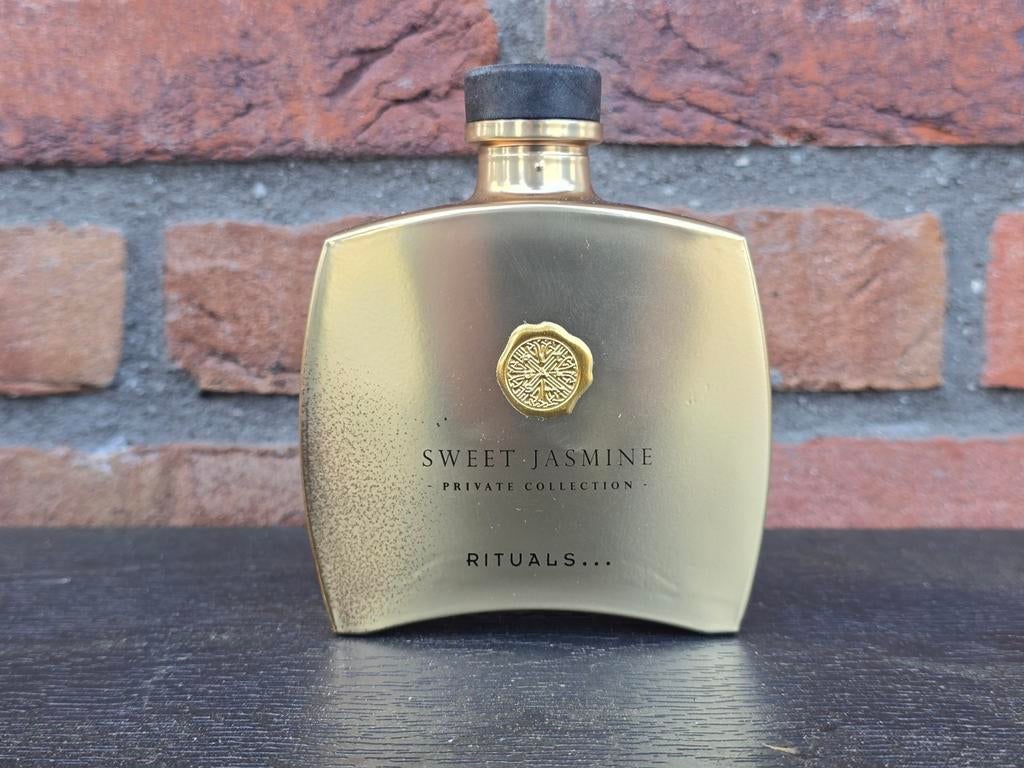 SWEET JASMINE
- PRIVATE COLLECTION -
RITUALS...